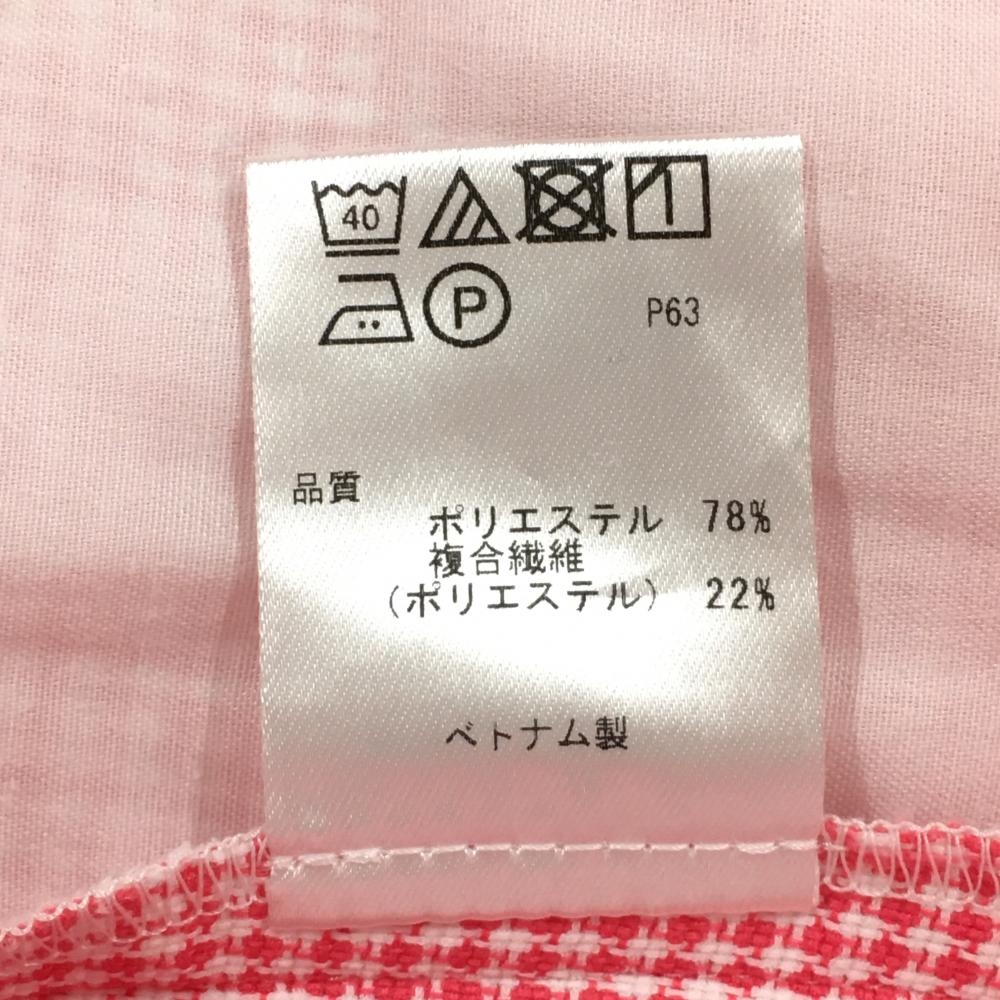 40
P P63
品質
ポリエステル 78%
複合繊維
(ポリエステル) 22%
ベトナム製